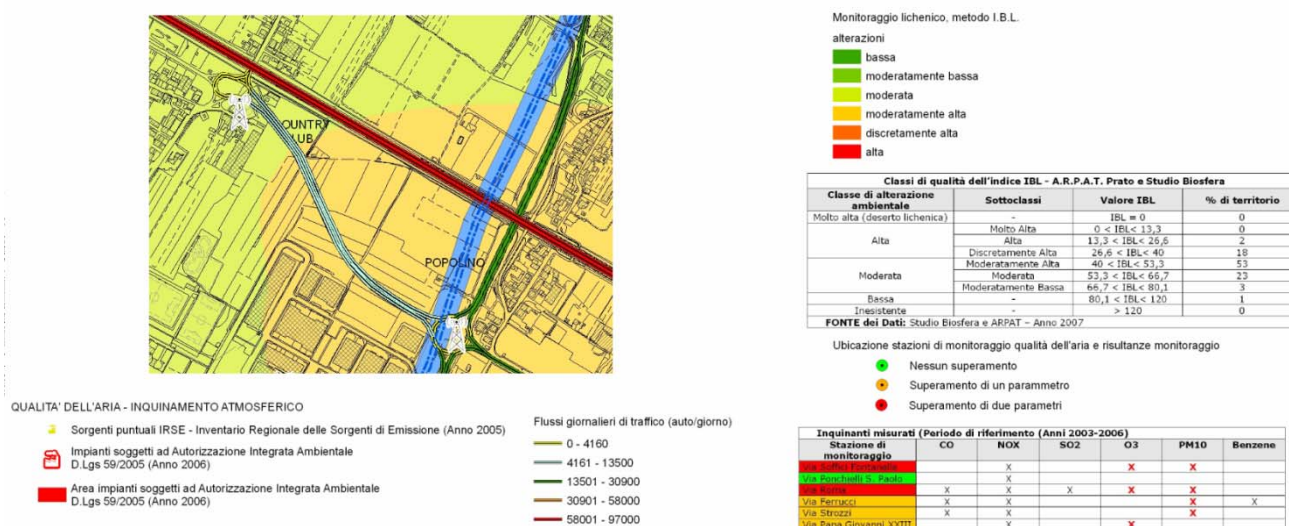 OUNTRY
LUB
POPOLINO
QUALITA' DELL'ARIA - INQUINAMENTO ATMOSFERICO
Sorgenti puntuali IRSE - Inventario Regionale delle Sorgenti di Emissione (Anno 2005)
Impianti soggetti ad Autorizzazione Integrata Ambientale
D.Lgs 59/2005 (Anno 2006)
Area impianti soggetti ad Autorizzazione Integrata Ambientale
D.Lgs 59/2005 (Anno 2006)
Flussi giornalieri di traffico (auto/giorno)
0 - 4160
4161 - 13500
13501 - 30900
30901 - 58000
58001 - 97000
Monitoraggio lichenico, metodo I.B.L.
alterazioni
bassa
moderatamente bassa
moderata
moderatamente alta
discretamente alta
alta
Classi di qualità dell'indice IBL - A.R.P.A.T. Prato e Studio Biosfera
Classe di alterazione ambientale Sottoclassi Valore IBL % di territorio
Molto alta (deserto lichenica) - IBL = 0 0
Molto Alta 0 < IBL< 13,3 0
Alta Alta 13,3 < IBL< 26,6 2
Discretamente Alta 26,6 < IBL< 40 18
Moderatamente Alta 40 < IBL< 53,3 53
Moderata Moderata 53,3 < IBL< 66,7 23
Moderatamente Bassa 66,7 < IBL< 80,1 3
Bassa - 80,1 < IBL< 120 1
Inesistente - > 120 0
FONTE dei Dati: Studio Biosfera e ARPAT – Anno 2007
Ubicazione stazioni di monitoraggio qualità dell'aria e risultanze monitoraggio
Nessun superamento
Superamento di un parammetro
Superamento di due parametri
Inquinanti misurati (Periodo di riferimento (Anni 2003-2006)
Stazione di monitoraggio CO NOX SO2 O3 PM10 Benzene
Via Soffici Fontanelle X X X
Via Ponchielli S. Paolo X
Via Roma X X X X X
Via Ferrucci X X X X
Via Strozzi X X X
Via Papa Giovanni XXIII X X